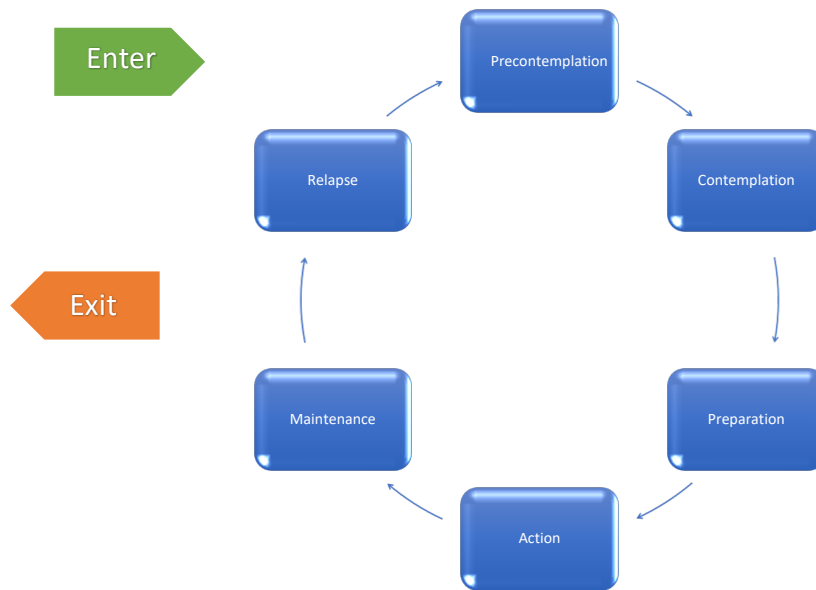 Enter
Precontemplation
Relapse
Contemplation
Exit
Maintenance
Preparation
Action